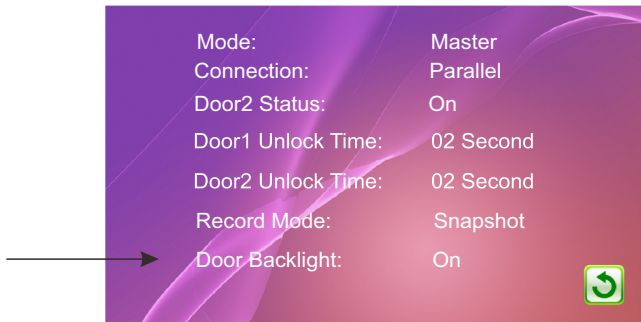 Mode: Master
Connection: Parallel
Door2 Status: On
Door1 Unlock Time: 02 Second
Door2 Unlock Time: 02 Second
Record Mode: Snapshot
Door Backlight: On